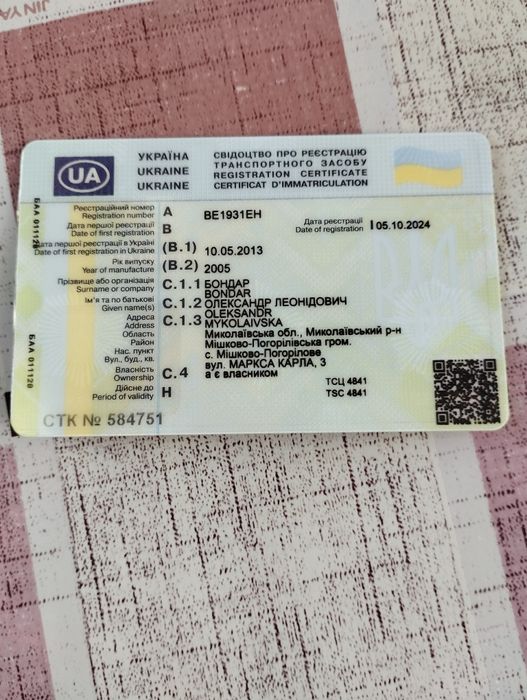 JIN YA
UA
УКРАЇНА
UKRAINE
UKRAINE
СВІДОЦТВО ПРО РЕЄСТРАЦІЮ
ТРАНСПОРТНОГО ЗАСОБУ
REGISTRATION CERTIFICATE
CERTIFICAT D'IMMATRICULATION
Реєстраційний номер
Registration number
A
BE1931EH
Дата першої реєстрації
Date of first registration
B
Дата реєстрації
Date of registration
I 05.10.2024
Дата першої реєстрації в Україні
Date of first registration in Ukraine
(B.1) 10.05.2013
Рік випуску
Year of manufacture
(B.2) 2005
Прізвище або організація
Surname or company
C.1.1 БОНДАР
BONDAR
Ім'я та по батькові
Given name(s)
C.1.2 ОЛЕКСАНДР ЛЕОНІДОВИЧ
OLEKSANDR
Адреса
Address
Область
Район
Нас. пункт
Вул., буд., кв.
C.1.3 MYKOLAIVSKA
Миколаївська обл., Миколаївський р-н
Мішково-Погорілівська гром.
с. Мішково-Погорілове
вул. МАРКСА КАРЛА, 3
Власність
Ownership
C.4 а є власником
Дійсне до
Period of validity
H
ТСЦ 4841
TSC 4841
СТК № 584751
БАА 011128
БАА 011128